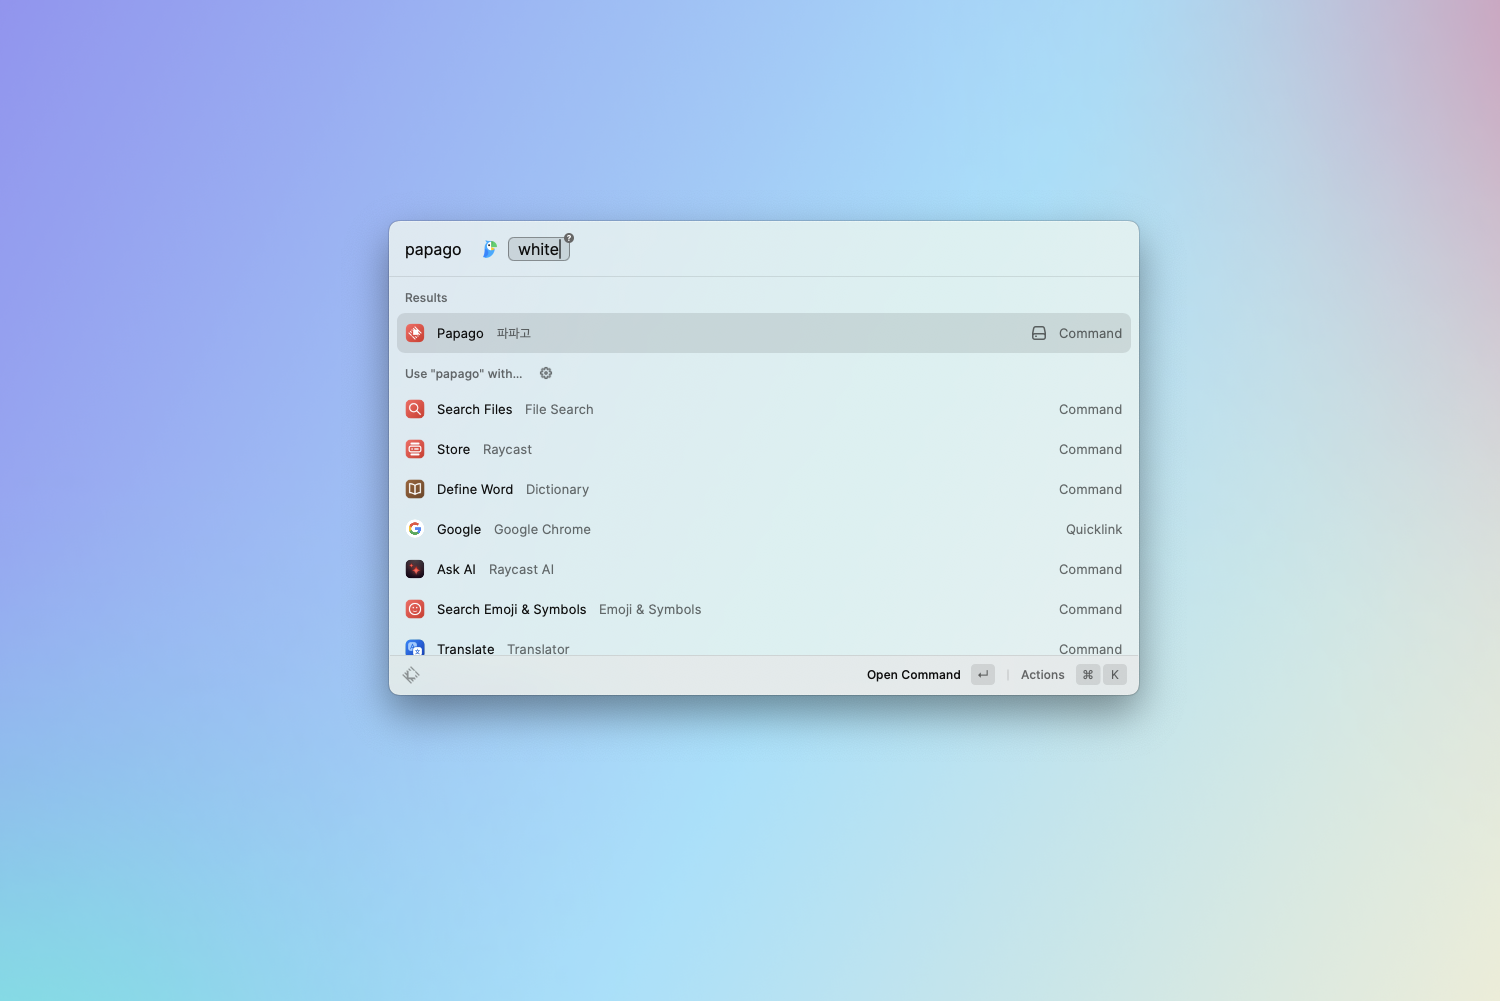 papago white ?
Results
Papago 파파고 Command
Use "papago" with...
Search Files File Search Command
Store Raycast Command
Define Word Dictionary Command
Google Google Chrome Quicklink
Ask AI Raycast AI Command
Search Emoji & Symbols Emoji & Symbols Command
Translate Translator Command
Open Command ↵ | Actions ⌘ K